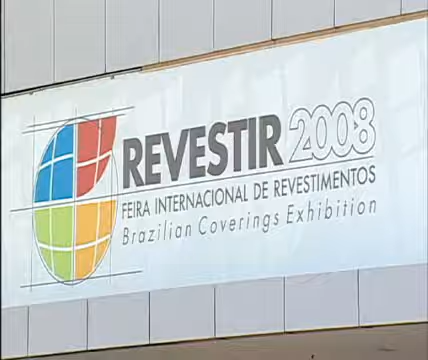 REVESTIR 2008
FEIRA INTERNACIONAL DE REVESTIMENTOS
Brazilian Coverings Exhibition